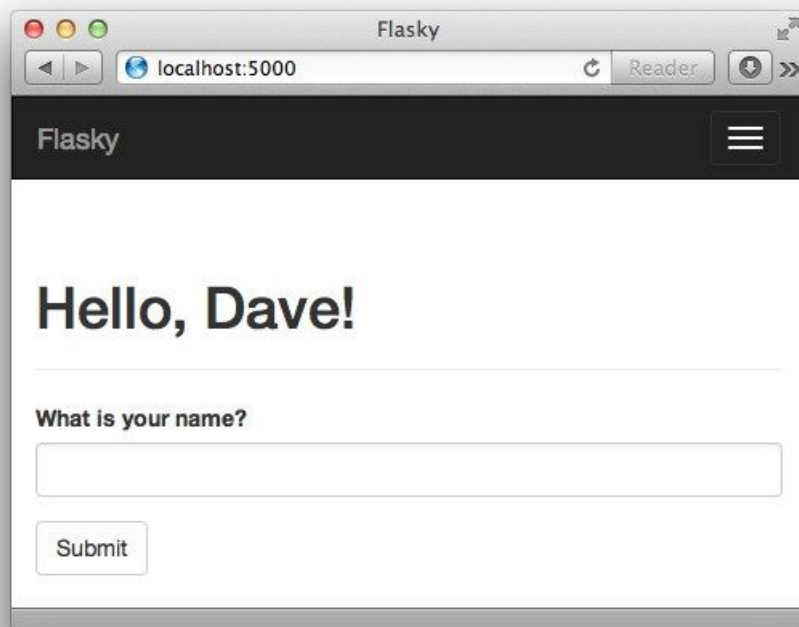 Flasky
localhost:5000
Reader
Flasky
Hello, Dave!
What is your name?
Submit